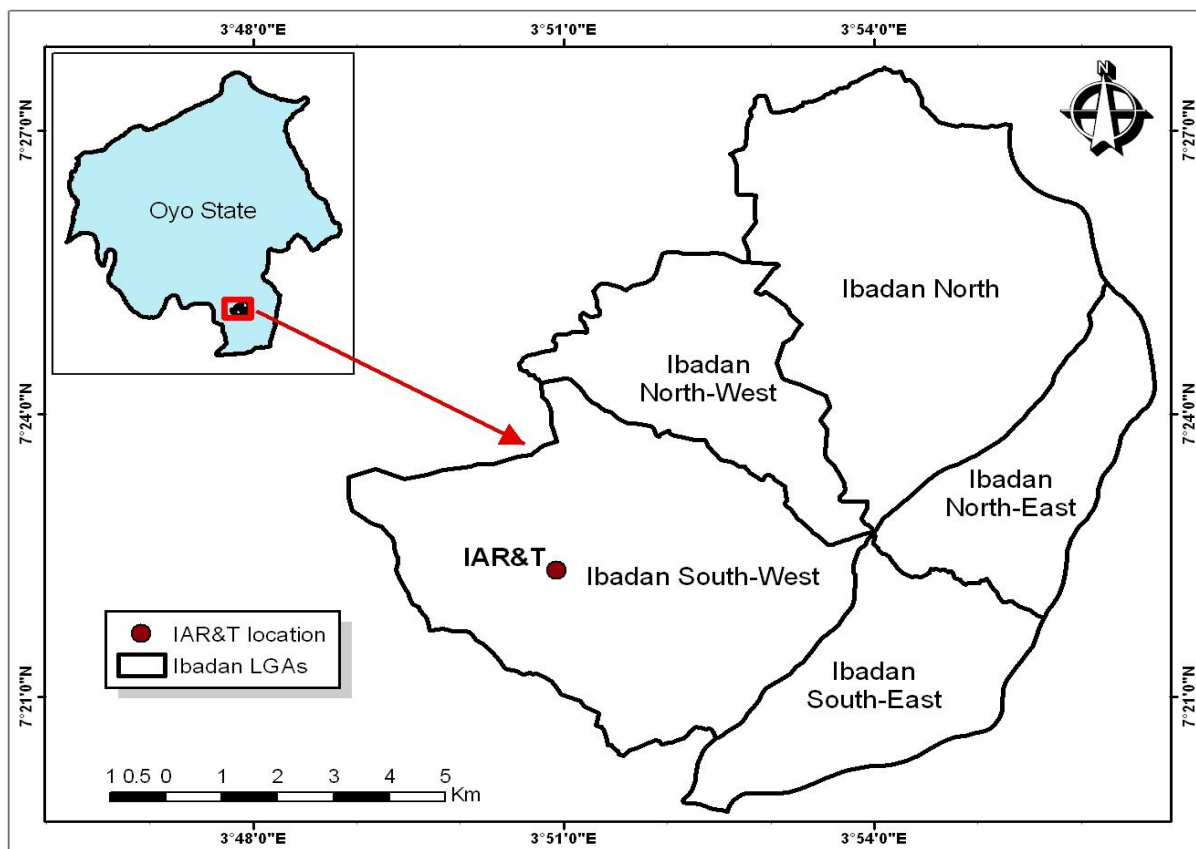 3°48'0"E
3°51'0"E
3°54'0"E
N
7°27'0"N
7°27'0"N
Oyo State
Ibadan North
Ibadan
North-West
7°24'0"N
7°24'0"N
Ibadan
North-East
IAR&T
Ibadan South-West
IAR&T location
Ibadan LGAs
Ibadan
South-East
7°21'0"N
7°21'0"N
1 0.5 0 1 2 3 4 5
Km
3°48'0"E
3°51'0"E
3°54'0"E